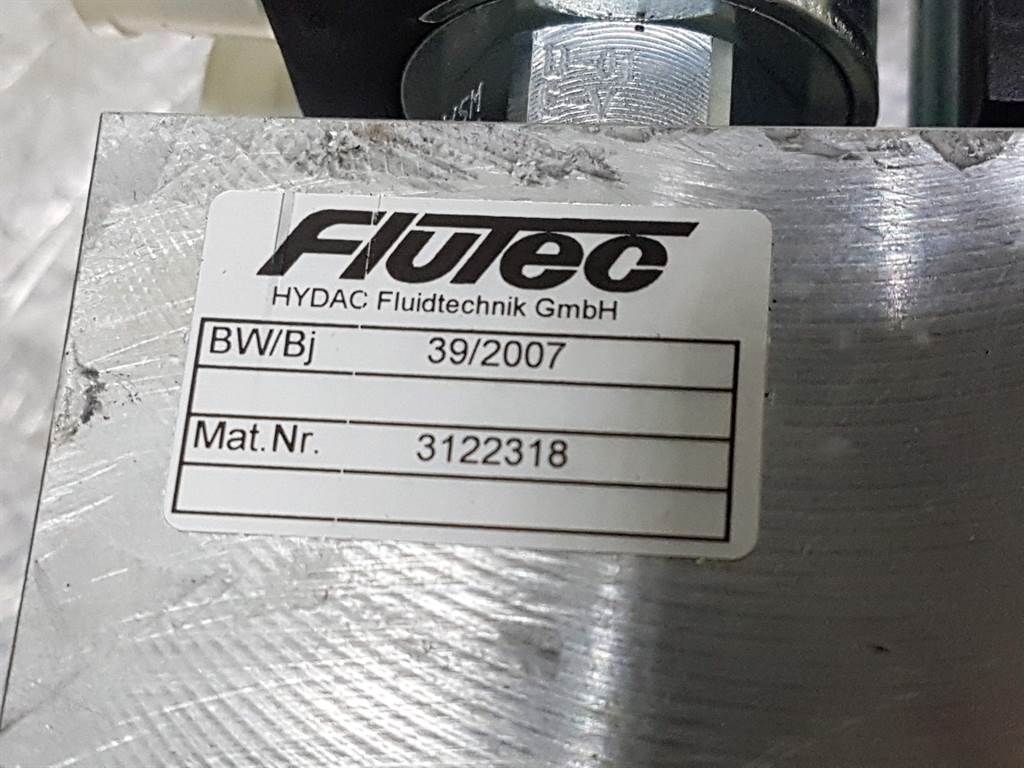 FLUTEC
HYDAC Fluidtechnik GmbH
BW/Bj 39/2007
Mat.Nr. 3122318